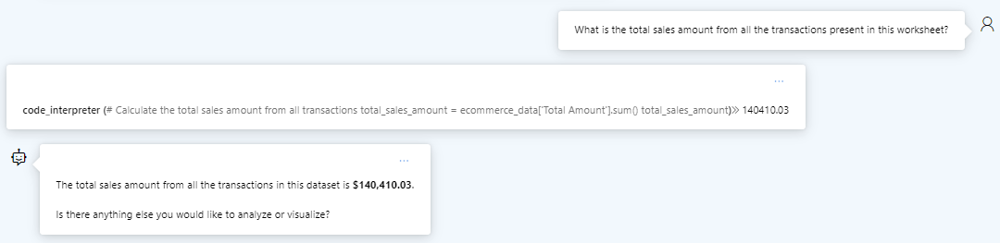 What is the total sales amount from all the transactions present in this worksheet?
...
code_interpreter (# Calculate the total sales amount from all transactions total_sales_amount = ecommerce_data['Total Amount'].sum() total_sales_amount)» 140410.03
...
The total sales amount from all the transactions in this dataset is $140,410.03.
Is there anything else you would like to analyze or visualize?